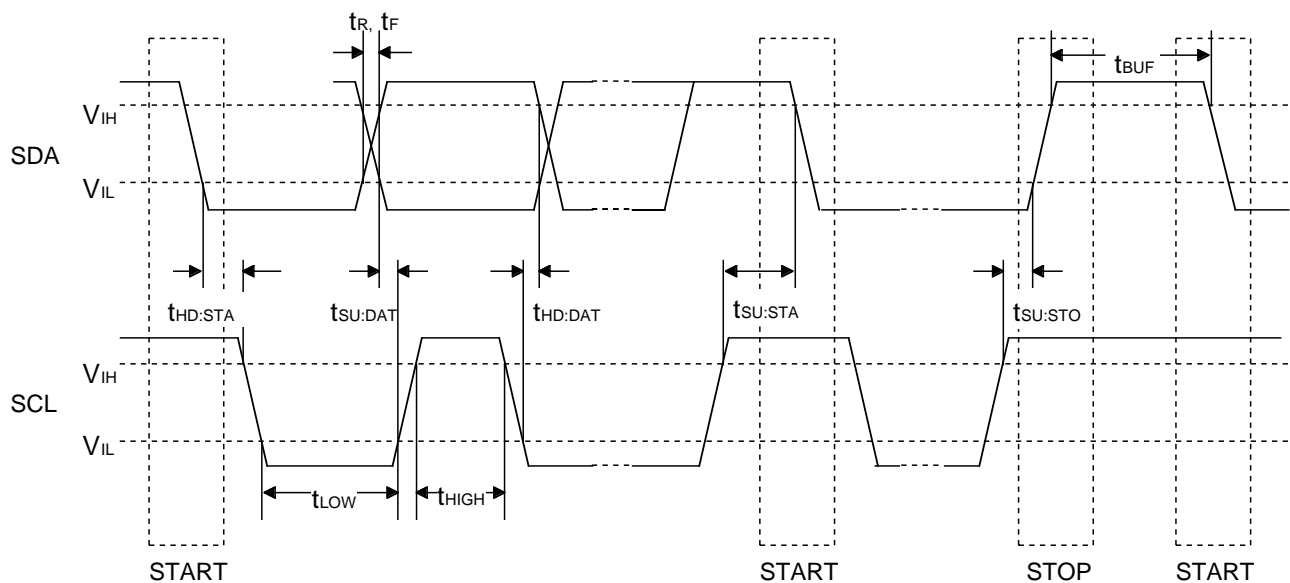 tR, tF
tBUF
VIH
SDA
VIL
tHD:STA
tSU:DAT
tHD:DAT
tSU:STA
tSU:STO
VIH
SCL
VIL
tLOW
tHIGH
START
START
STOP
START